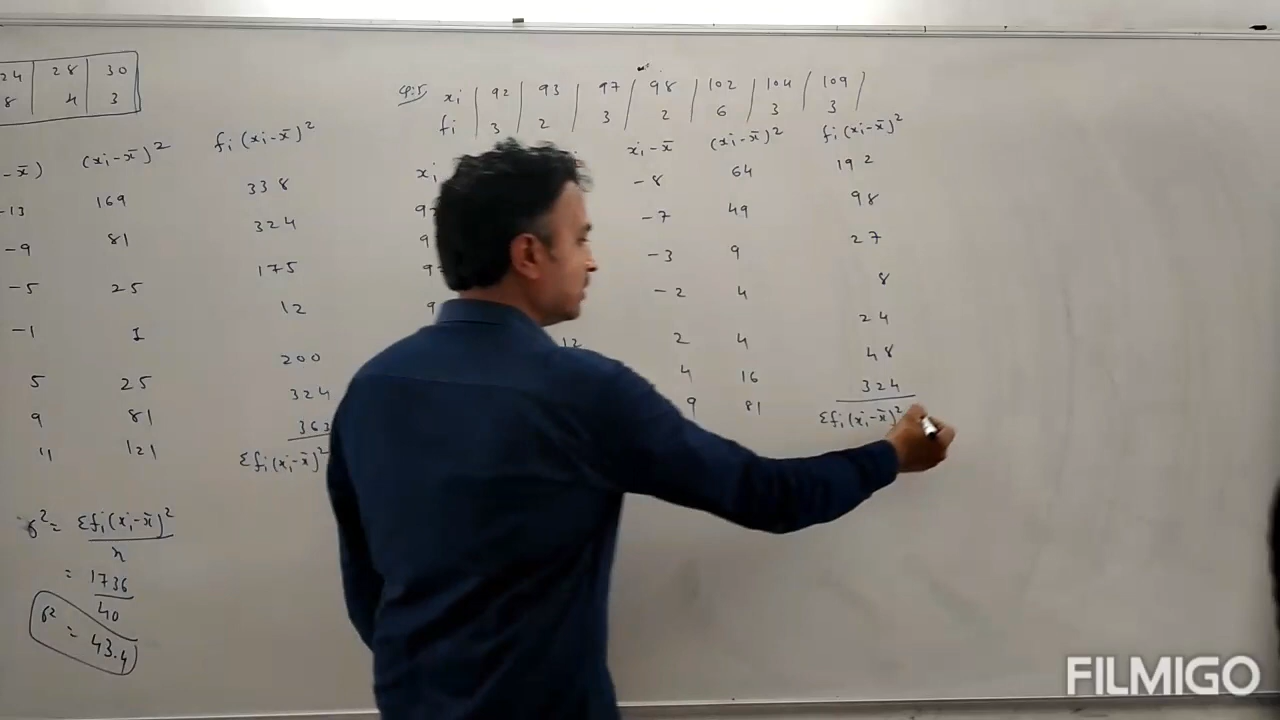 24 | 28 | 30
8 | 4 | 3
- x̄) (xᵢ-x̄)² fᵢ(xᵢ-x̄)²
-13 169 338
-9 81 324
-5 25 175
-1 1 12
5 25 200
9 81 324
11 121 363
Σfᵢ(xᵢ-x̄)²
σ² = Σfᵢ(xᵢ-x̄)²
n
= 1736
40
σ² = 43.4
xᵢ | 92 | 93 | 97 | 98 | 102 | 104 | 109
fᵢ | 3 | 2 | 3 | 2 | 6 | 3 | 3
xᵢ xᵢ-x̄ (xᵢ-x̄)² fᵢ(xᵢ-x̄)²
-8 64 192
-7 49 98
-3 9 27
-2 4 8
2 4 24
4 16 48
9 81 324
Σfᵢ(xᵢ-x̄)²
FILMIGO